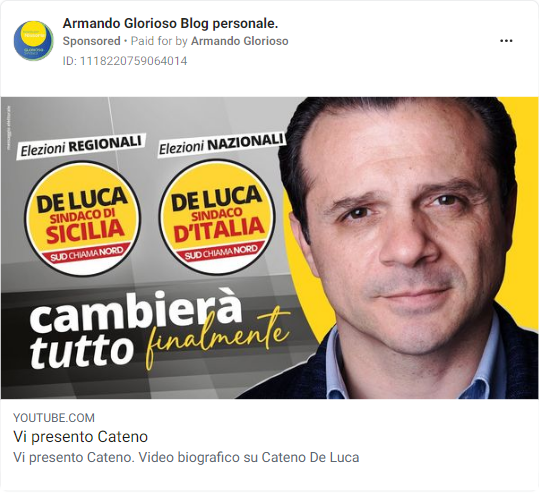 Armando Glorioso Blog personale.
Sponsored • Paid for by Armando Glorioso
ID: 1118220759064014
Elezioni REGIONALI
Elezioni NAZIONALI
DE LUCA
SINDACO DI
SICILIA
SUD CHIAMA NORD
DE LUCA
SINDACO
D'ITALIA
SUD CHIAMA NORD
cambierà
tutto finalmente
YOUTUBE.COM
Vi presento Cateno
Vi presento Cateno. Video biografico su Cateno De Luca